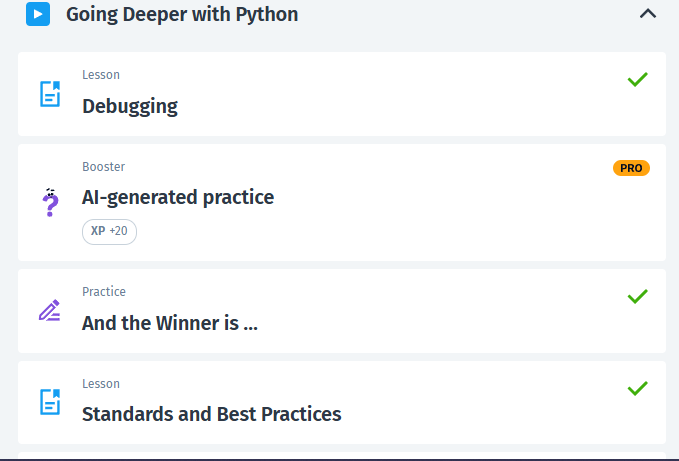 Going Deeper with Python
Lesson
Debugging
Booster
PRO
AI-generated practice
XP +20
Practice
And the Winner is ...
Lesson
Standards and Best Practices